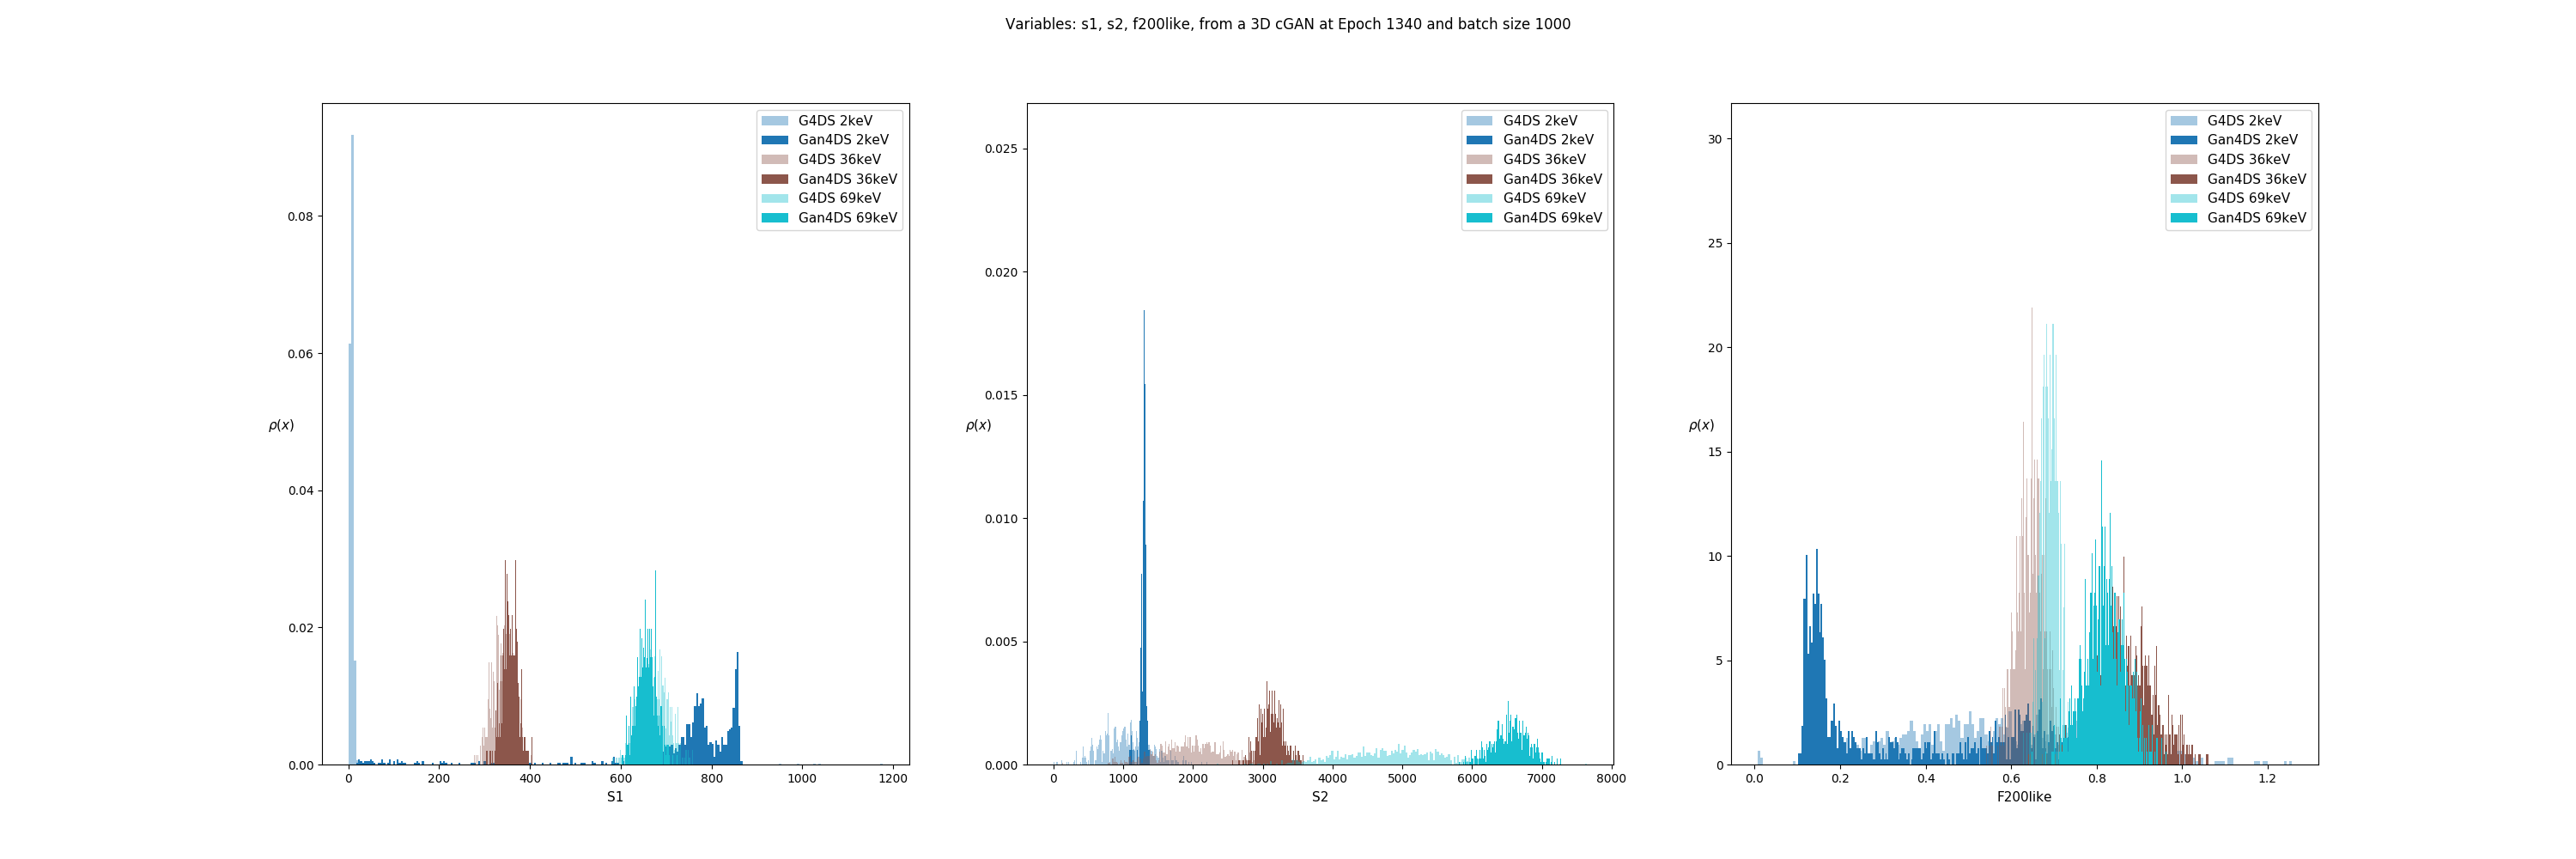 Variables: s1, s2, f200like, from a 3D cGAN at Epoch 1340 and batch size 1000
G4DS 2keV
Gan4DS 2keV
G4DS 36keV
Gan4DS 36keV
G4DS 69keV
Gan4DS 69keV
0.08
0.06
0.04
0.02
0.00
ρ(x)
0 200 400 600 800 1000 1200
S1
G4DS 2keV
Gan4DS 2keV
G4DS 36keV
Gan4DS 36keV
G4DS 69keV
Gan4DS 69keV
0.025
0.020
0.015
0.010
0.005
0.000
ρ(x)
0 1000 2000 3000 4000 5000 6000 7000 8000
S2
G4DS 2keV
Gan4DS 2keV
G4DS 36keV
Gan4DS 36keV
G4DS 69keV
Gan4DS 69keV
30
25
20
15
10
5
0
ρ(x)
0.0 0.2 0.4 0.6 0.8 1.0 1.2
F200like